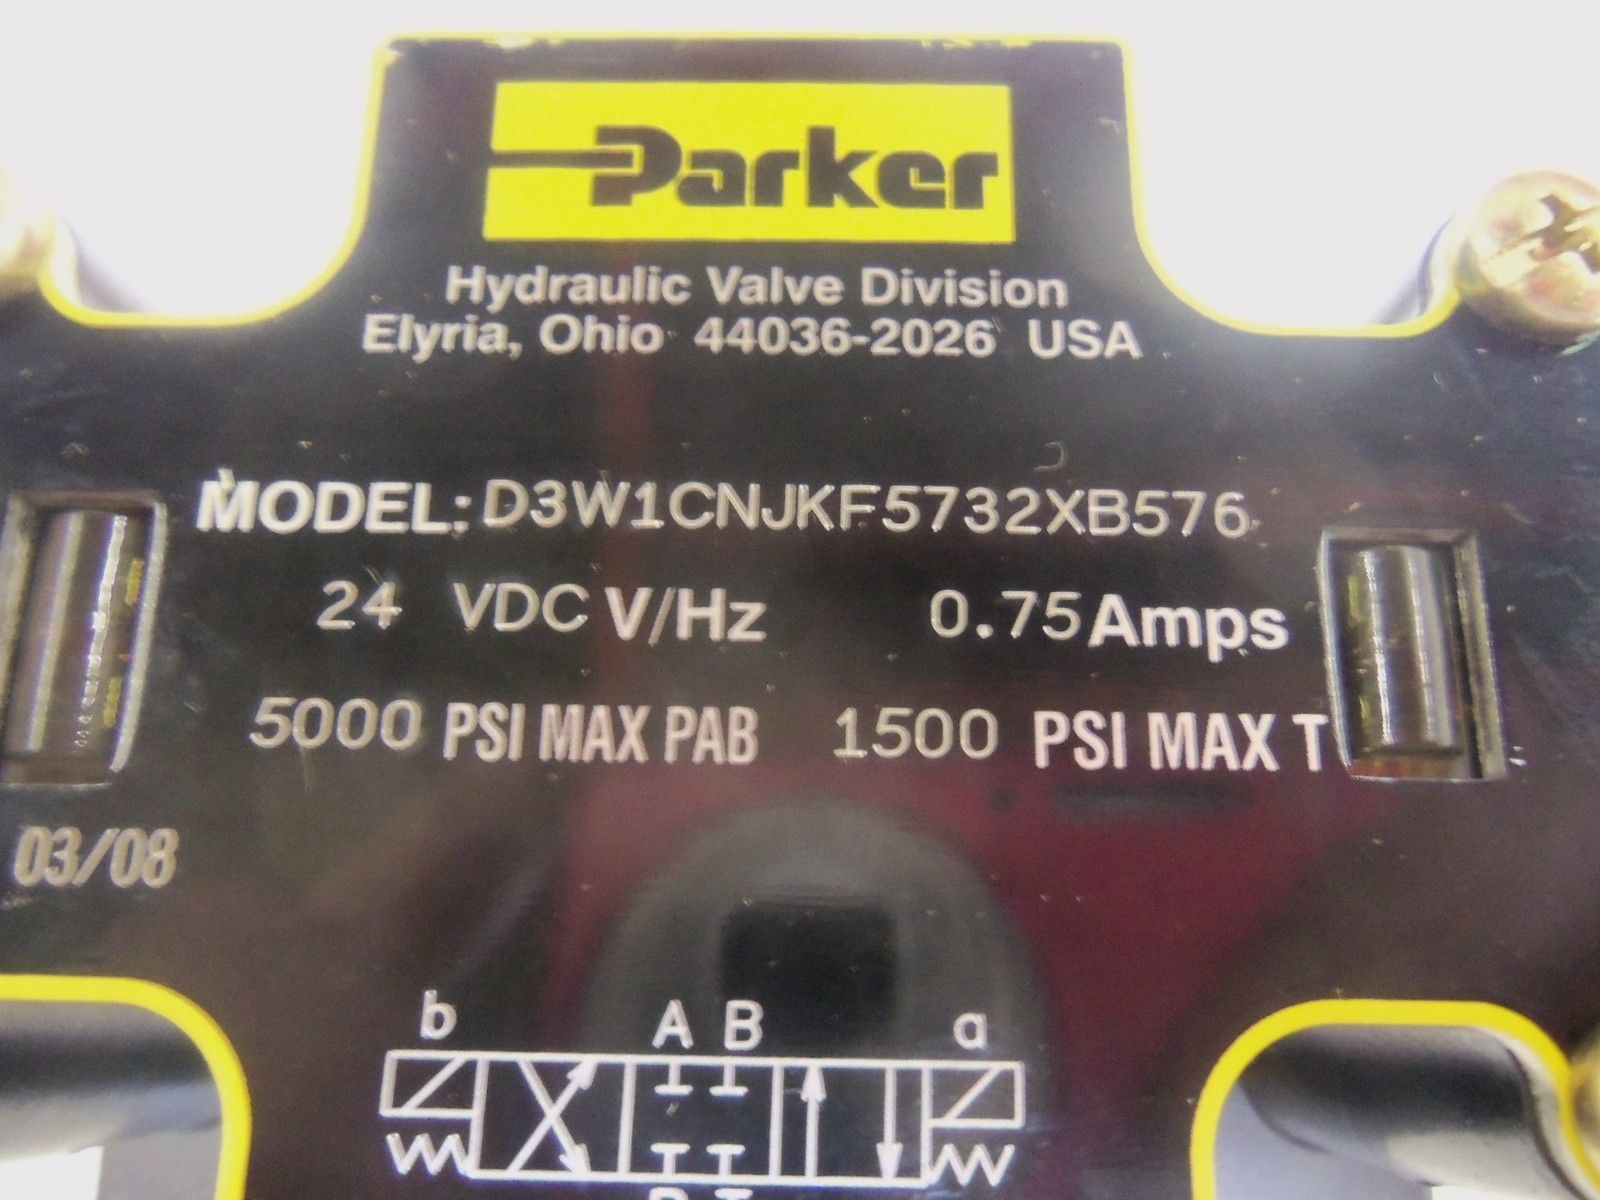 Parker
Hydraulic Valve Division
Elyria, Ohio 44036-2026 USA
MODEL: D3W1CNJKF5732XB576
24 VDC V/Hz 0.75 Amps
5000 PSI MAX PAB 1500 PSI MAX T
03/08
b A B a